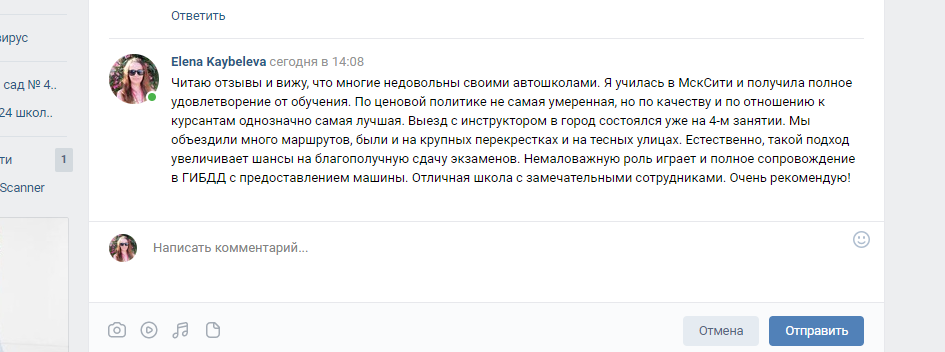 Ответить
ирус
Elena Kaybeleva сегодня в 14:08
сад № 4..
24 школ..
Читаю отзывы и вижу, что многие недовольны своими автошколами. Я училась в МскСити и получила полное
удовлетворение от обучения. По ценовой политике не самая умеренная, но по качеству и по отношению к
курсантам однозначно самая лучшая. Выезд с инструктором в город состоялся уже на 4-м занятии. Мы
объездили много маршрутов, были и на крупных перекрестках и на тесных улицах. Естественно, такой подход
увеличивает шансы на благополучную сдачу экзаменов. Немаловажную роль играет и полное сопровождение
в ГИБДД с предоставлением машины. Отличная школа с замечательными сотрудниками. Очень рекомендую!
ти 1
Scanner
Написать комментарий...
Отмена
Отправить